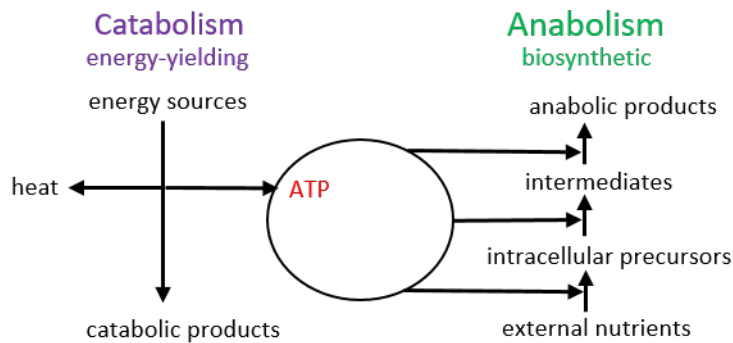 Catabolism
energy-yielding
energy sources
heat
catabolic products
ATP
Anabolism
biosynthetic
anabolic products
intermediates
intracellular precursors
external nutrients